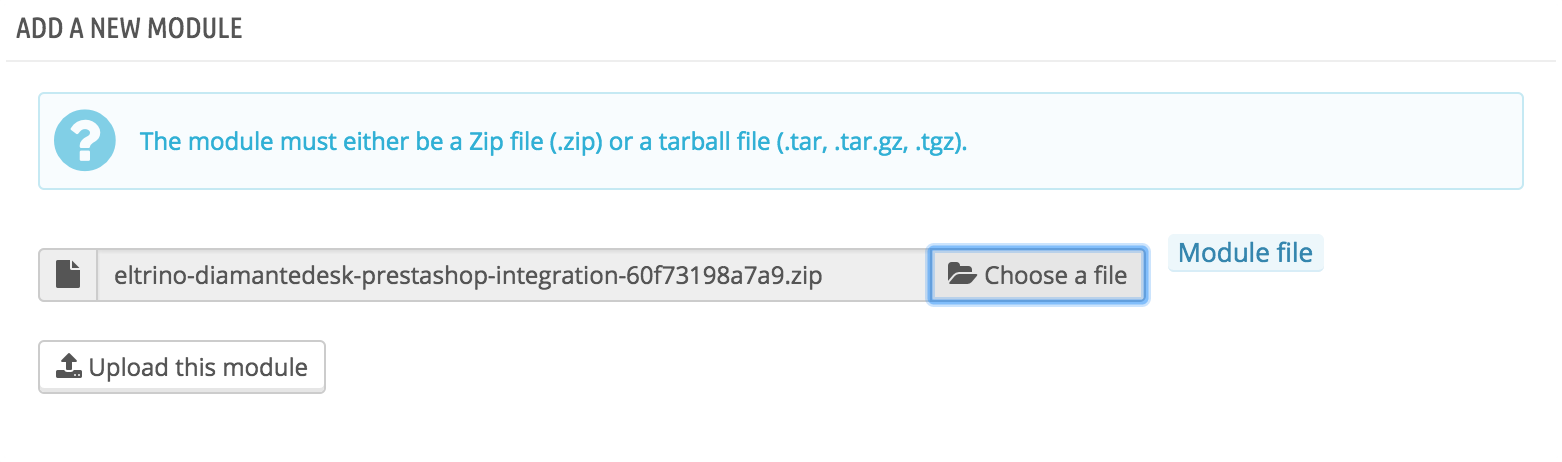 ADD A NEW MODULE
The module must either be a Zip file (.zip) or a tarball file (.tar, .tar.gz, .tgz).
eltrino-diamantedesk-prestashop-integration-60f73198a7a9.zip
Choose a file
Module file
Upload this module